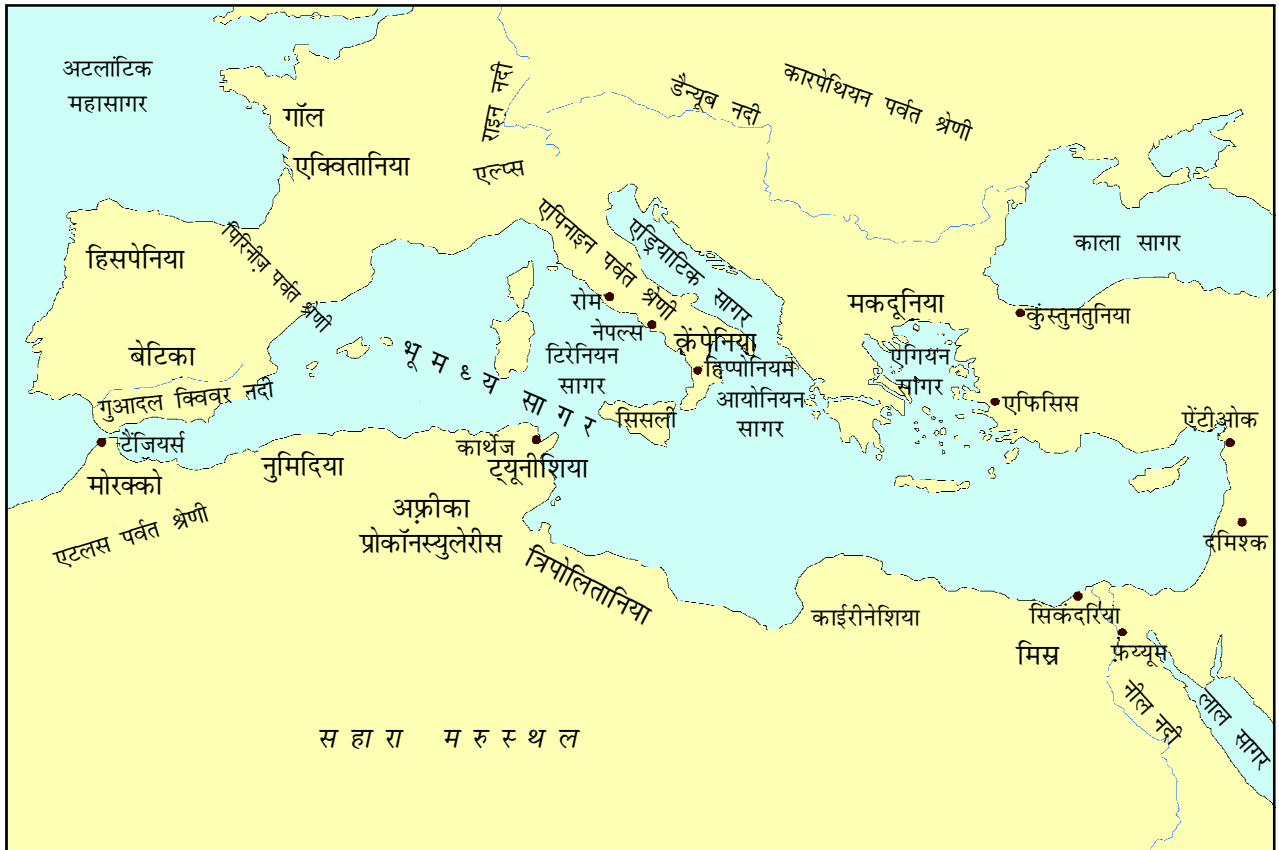 अटलांटिक
महासागर
गॉल
एक्वितानिया
राइन नदी
एल्प्स
डैन्यूब नदी
कारपेथियन पर्वत श्रेणी
हिसपेनिया
पिरिनीज़ पर्वत श्रेणी
एपिनाइन पर्वत श्रेणी
एड्रियाटिक सागर
काला सागर
रोम
नेपल्स
कैंपेनिया
हिप्पोनियम
मकदूनिया
कुंस्तुनतुनिया
बेटिका
गुआदल क्विवर नदी
भू म ध्य सा ग र
टिरेनियन
सागर
सिसली
आयोनियन
सागर
एगियन
सागर
एफिसिस
ऐंटीओक
टैंजियर्स
मोरक्को
नुमिदिया
कार्थेज
ट्यूनीशिया
एटलस पर्वत श्रेणी
अफ़्रीका
प्रोकॉनस्युलेरीस
त्रिपोलितानिया
दमिश्क
काईरीनेशिया
सिकंदरिया
मिस्र
फ़ेय्यूम
नील नदी
लाल सागर
स हा रा म रु स्थ ल